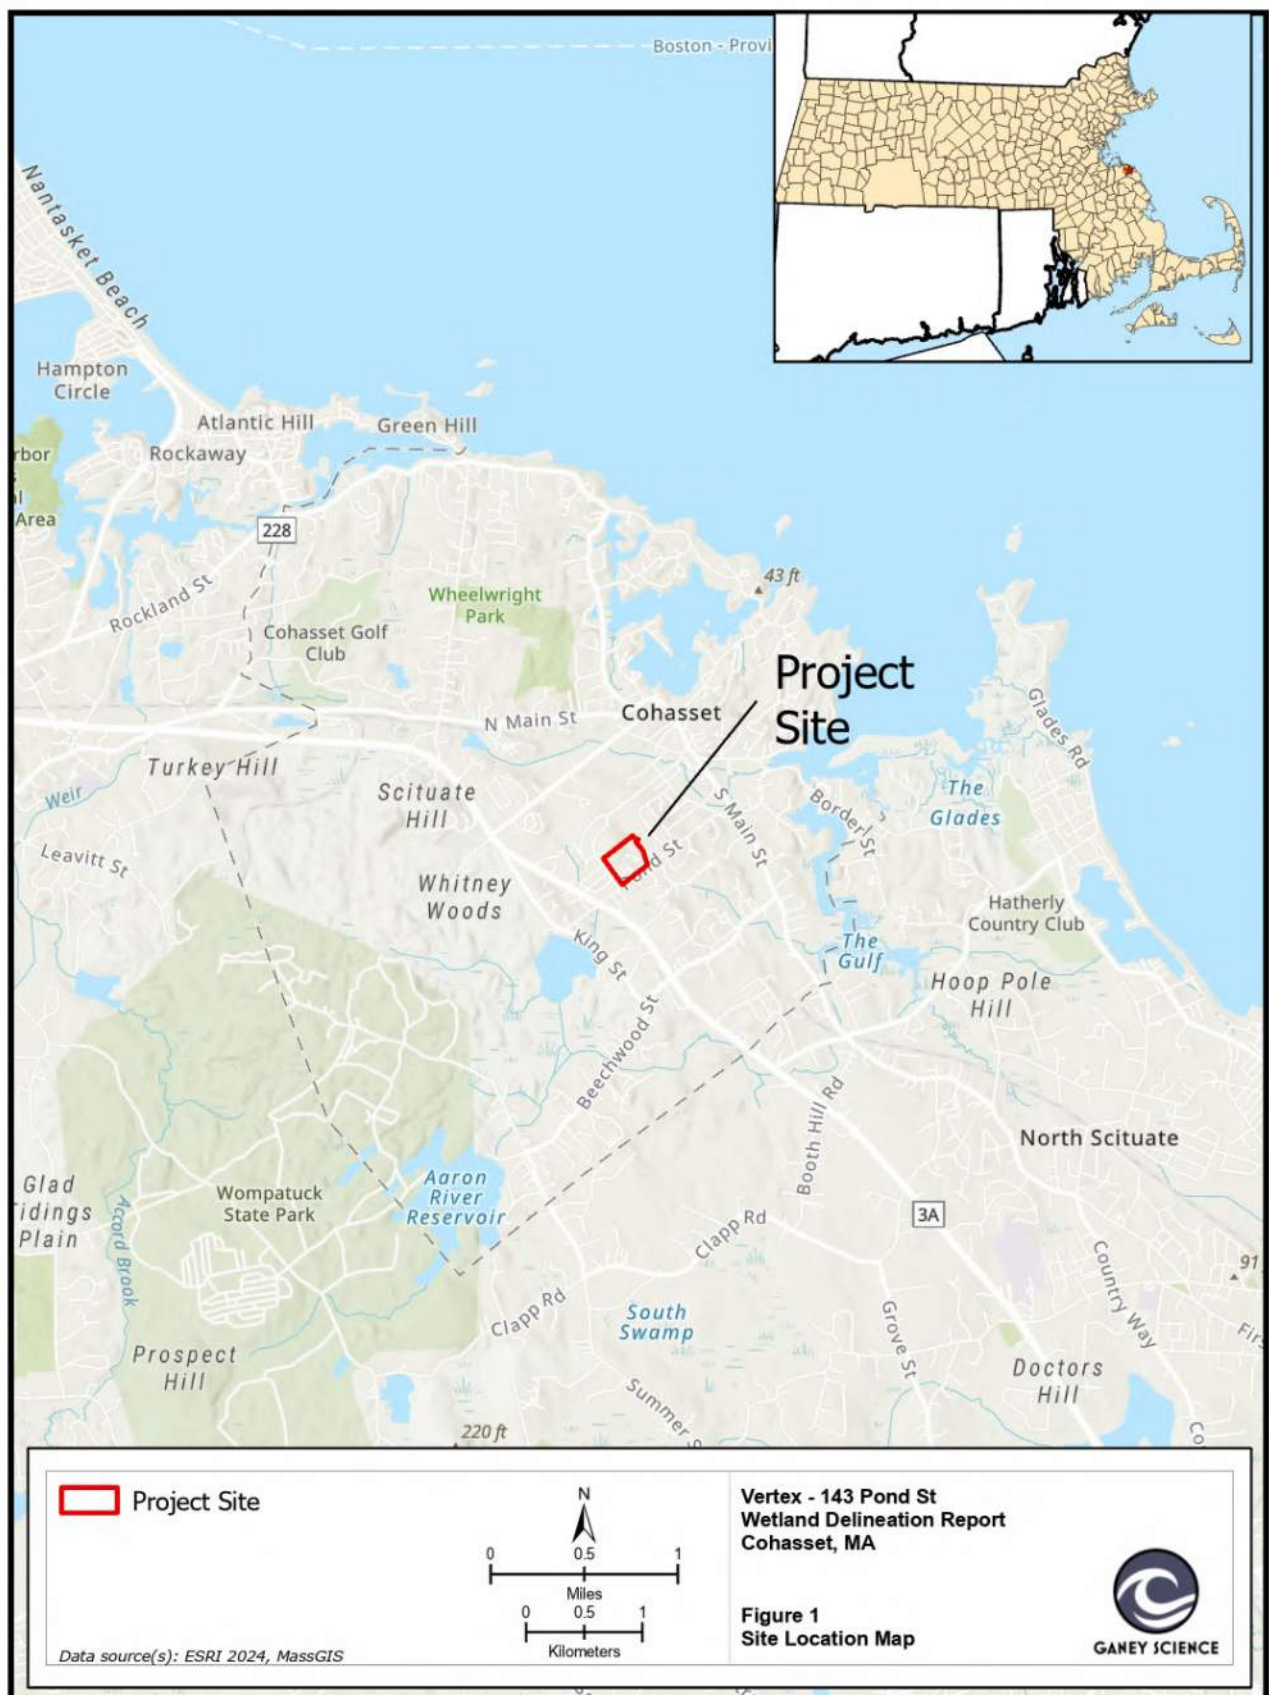 Boston - Provi
Nantasket Beach
Hampton
Circle
Atlantic Hill
Green Hill
Rockaway
rbor
Area
228
Rockland St
Wheelwright
Park
43 ft
Cohasset Golf
Club
Project
Site
Glades Rd
N Main St
Cohasset
Turkey Hill
Weir
Scituate
Hill
S Main St
Border St
The
Glades
Leavitt St
Pond St
Whitney
Woods
Hatherly
Country Club
King St
The
Gulf
Hoop Pole
Hill
Beechwood St
Booth Hill Rd
North Scituate
Glad
idings
Plain
Accord Brook
Wompatuck
State Park
Aaron
River
Reservoir
Clapp Rd
3A
Country Way
91
Clapp Rd
South
Swamp
Grove St
Firs
Prospect
Hill
Doctors
Hill
Summer S
220 ft
Co
Project Site
N
0 0.5 1
Miles
0 0.5 1
Kilometers
Data source(s): ESRI 2024, MassGIS
Vertex - 143 Pond St
Wetland Delineation Report
Cohasset, MA
Figure 1
Site Location Map
GANEY SCIENCE